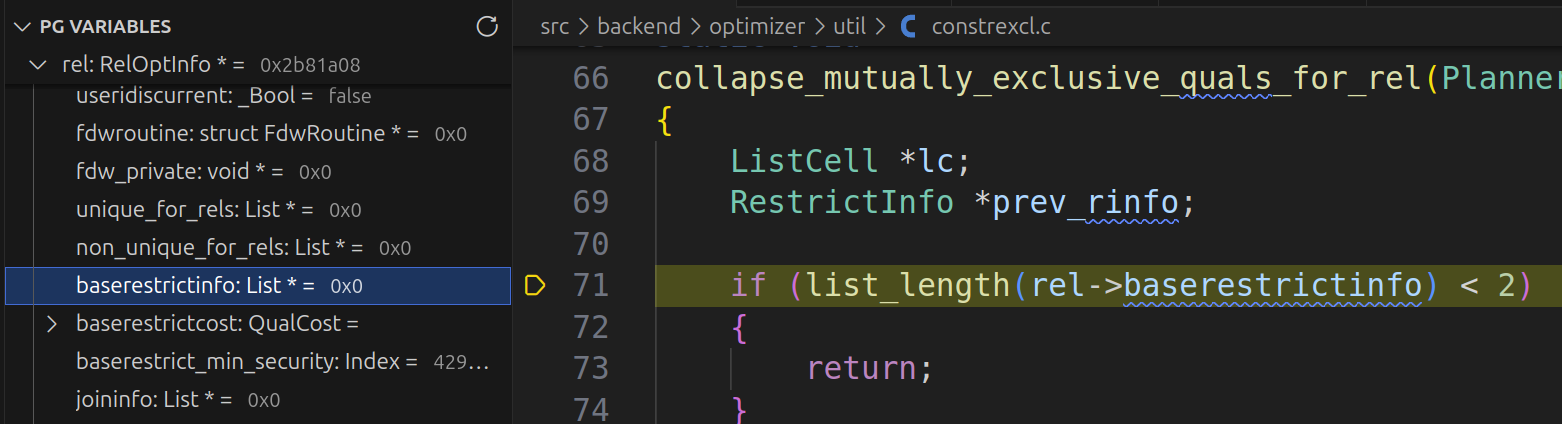 PG VARIABLES
rel: RelOptInfo * = 0x2b81a08
useridiscurrent: _Bool = false
fdwroutine: struct FdwRoutine * = 0x0
fdw_private: void * = 0x0
unique_for_rels: List * = 0x0
non_unique_for_rels: List * = 0x0
baserestrictinfo: List * = 0x0
baserestrictcost: QualCost =
baserestrict_min_security: Index = 429...
joininfo: List * = 0x0
src > backend > optimizer > util > C constrexcl.c
66 collapse_mutually_exclusive_quals_for_rel(Planner
67 {
68 ListCell *lc;
69 RestrictInfo *prev_rinfo;
70
71 if (list_length(rel->baserestrictinfo) < 2)
72 {
73 return;
74 }